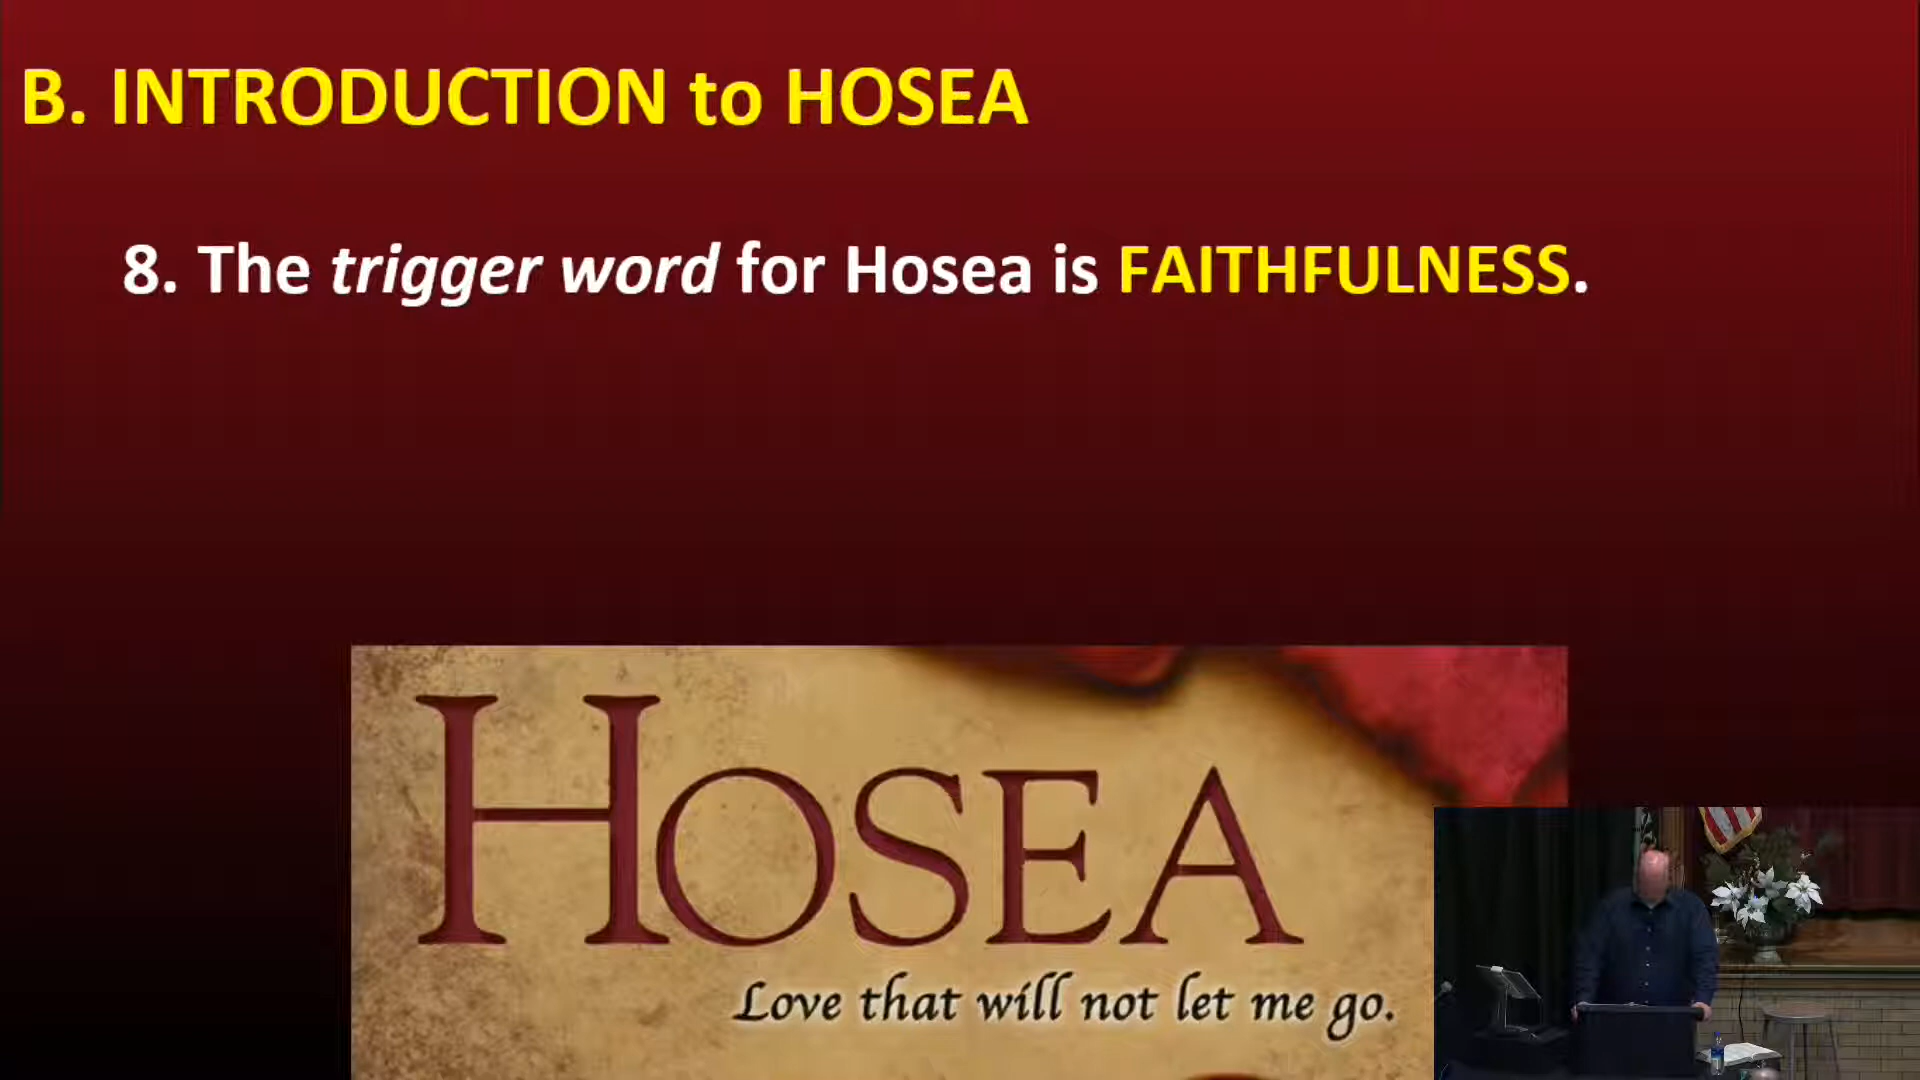 B. INTRODUCTION to HOSEA
8. The trigger word for Hosea is FAITHFULNESS.
HOSEA
Love that will not let me go.